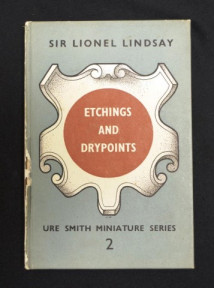 SIR LIONEL LINDSAY
ETCHINGS
AND
DRYPOINTS
URE SMITH MINIATURE SERIES
2